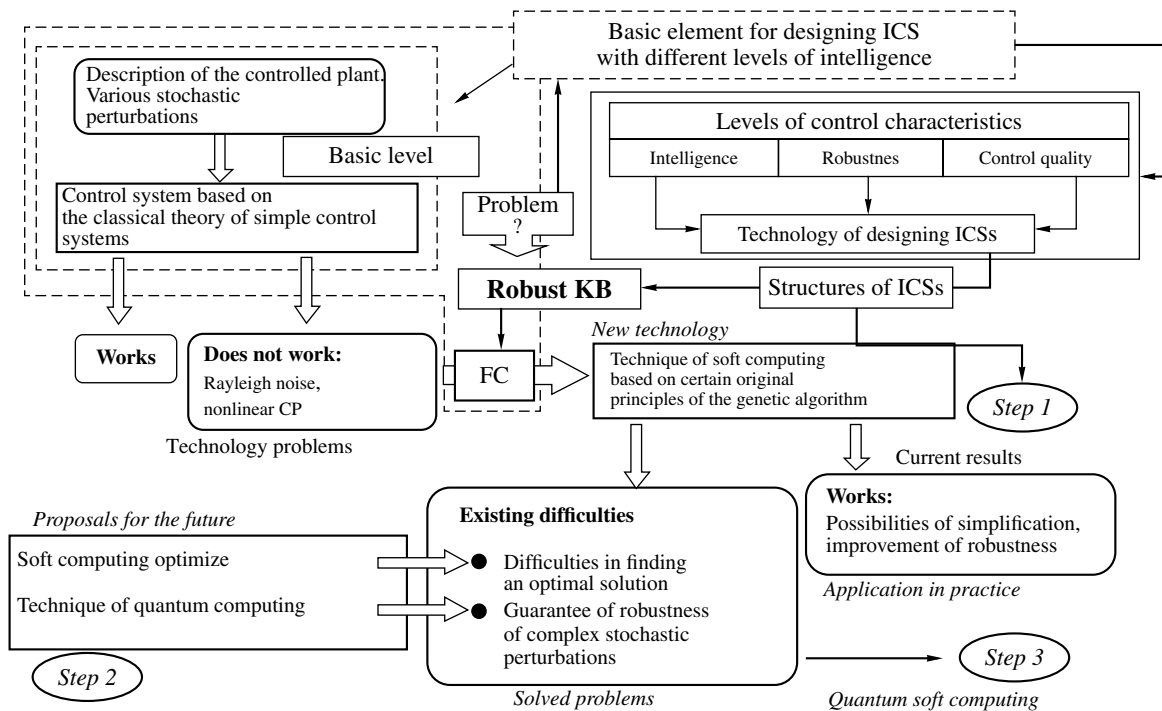 Basic element for designing ICS
with different levels of intelligence
Description of the controlled plant.
Various stochastic
perturbations
Basic level
Control system based on
the classical theory of simple control
systems
Levels of control characteristics
Intelligence
Robustnes
Control quality
Technology of designing ICSs
Problem
?
Robust KB
Structures of ICSs
Works
Does not work:
Rayleigh noise,
nonlinear CP
Technology problems
FC
New technology
Technique of soft computing
based on certain original
principles of the genetic algorithm
Step 1
Current results
Works:
Possibilities of simplification,
improvement of robustness
Application in practice
Proposals for the future
Soft computing optimize
Technique of quantum computing
Step 2
Existing difficulties
Difficulties in finding
an optimal solution
Guarantee of robustness
of complex stochastic
perturbations
Solved problems
Step 3
Quantum soft computing